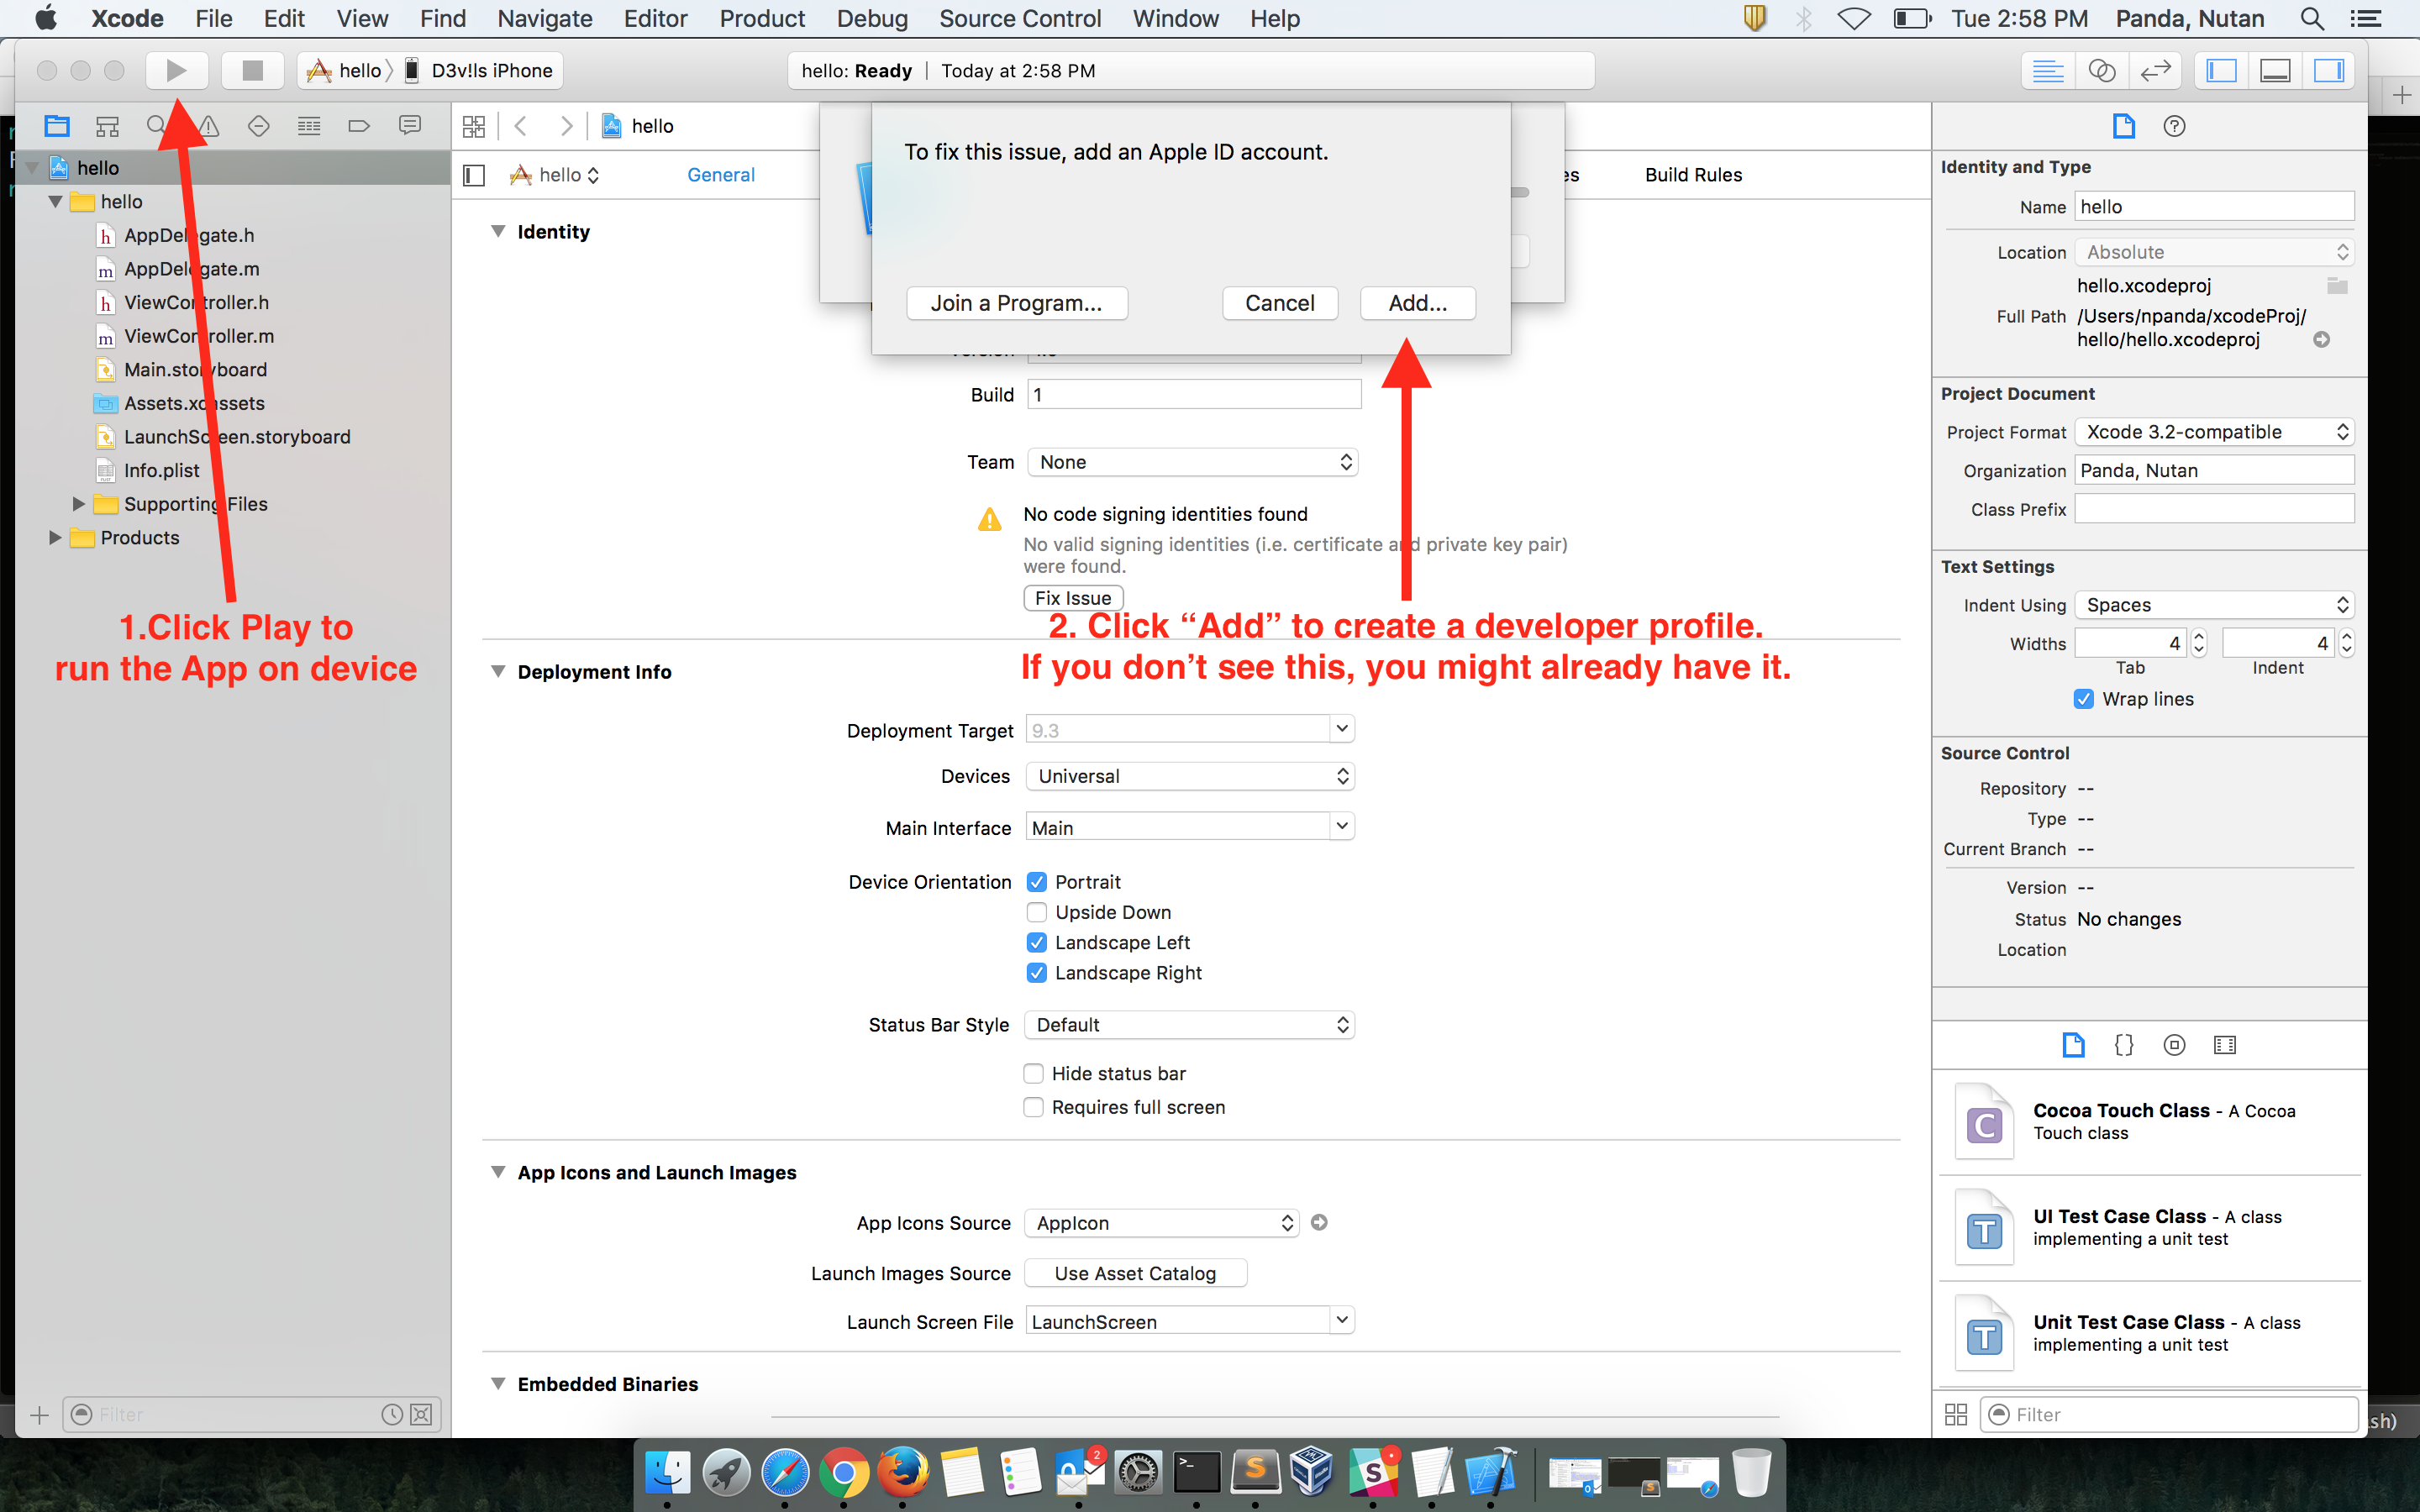 Xcode File Edit View Find Navigate Editor Product Debug Source Control Window Help Tue 2:58 PM Panda, Nutan
hello D3v!ls iPhone
hello: Ready | Today at 2:58 PM
hello
hello
General
Build Rules
To fix this issue, add an Apple ID account.
Join a Program...
Cancel
Add...
hello
hello
AppDelegate.h
AppDelegate.m
ViewController.h
ViewController.m
Main.storyboard
Assets.xcassets
LaunchScreen.storyboard
Info.plist
Supporting Files
Products
1.Click Play to
run the App on device
Filter
Identity
Build 1
Team None
No code signing identities found
No valid signing identities (i.e. certificate and private key pair)
were found.
Fix Issue
2. Click “Add” to create a developer profile.
If you don’t see this, you might already have it.
Deployment Info
Deployment Target 9.3
Devices Universal
Main Interface Main
Device Orientation Portrait
Upside Down
Landscape Left
Landscape Right
Status Bar Style Default
Hide status bar
Requires full screen
App Icons and Launch Images
App Icons Source AppIcon
Launch Images Source Use Asset Catalog
Launch Screen File LaunchScreen
Embedded Binaries
Identity and Type
Name hello
Location Absolute
hello.xcodeproj
Full Path /Users/npanda/xcodeProj/
hello/hello.xcodeproj
Project Document
Project Format Xcode 3.2-compatible
Organization Panda, Nutan
Class Prefix
Text Settings
Indent Using Spaces
Widths 4 4
Tab Indent
Wrap lines
Source Control
Repository --
Type --
Current Branch --
Version --
Status No changes
Location
Cocoa Touch Class - A Cocoa
Touch class
UI Test Case Class - A class
implementing a unit test
Unit Test Case Class - A class
implementing a unit test
Filter